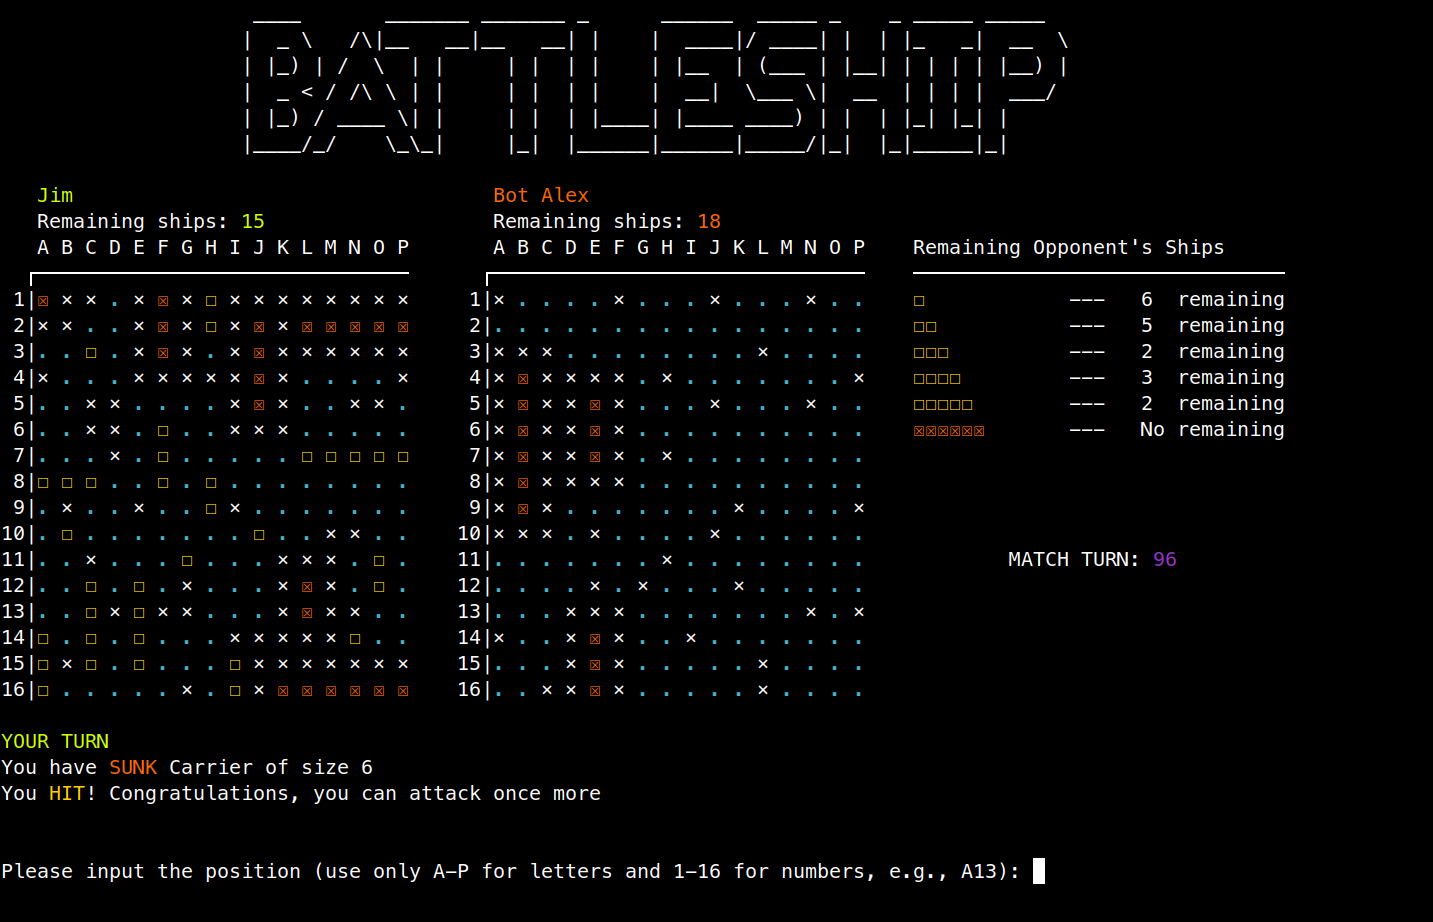 BATTLESHIP
Jim Bot Alex
Remaining ships: 15 Remaining ships: 18
A B C D E F G H I J K L M N O P A B C D E F G H I J K L M N O P Remaining Opponent's Ships
1|☒ × × . × ☒ × □ × × × × × × × × 1|× . . . . × . . . × . . . × . . □ --- 6 remaining
2|× × . . × ☒ × □ × ☒ × ☒ ☒ ☒ ☒ ☒ 2|. . . . . . . . . . . . . . . . □□ --- 5 remaining
3|. . □ . × ☒ × . × ☒ × × × × × × 3|× × × . . . . . . . . × . . . . □□□ --- 2 remaining
4|× . . . × × × × × ☒ × . . . . × 4|× ☒ × × × × . × . . . . . . . × □□□□ --- 3 remaining
5|. . × × . . . . × ☒ × . . × × . 5|× ☒ × × ☒ × . . . × . . . × . . □□□□□ --- 2 remaining
6|. . × × . □ . . × × × . . . . . 6|× ☒ × × ☒ × . . . . . . . . . . ☒☒☒☒☒☒ --- No remaining
7|. . . × . □ . . . . . □ □ □ □ □ 7|× ☒ × × ☒ × . × . . . . . . . .
8|□ □ □ . . □ . □ . . . . . . . . 8|× ☒ × × × × . . . . . . . . . .
9|. × . . × . . □ × . . . . . . . 9|× ☒ × . . . . . . . × . . . . ×
10|. □ . . . . . . . □ . . × × . . 10|× × × . × . . . . × . . . . . .
11|. . × . . . □ . . . × × × . □ . 11|. . . . . . . × . . . . . . . . MATCH TURN: 96
12|. . □ . □ . × . . . × ☒ × . □ . 12|. . . . × . × . . . × . . . . .
13|. . □ × □ × × . . . × ☒ × × . . 13|. . . × × × . . . . . . . × . ×
14|□ . □ . □ . . . × × × × × □ . . 14|× . . × ☒ × . . × . . . . . . .
15|□ × □ . □ . . . □ × × × × × × × 15|. . . × ☒ × . . . . . × . . . .
16|□ . . . . . × . □ × ☒ ☒ ☒ ☒ ☒ ☒ 16|. . × × ☒ × . . . . . × . . . .
YOUR TURN
You have SUNK Carrier of size 6
You HIT! Congratulations, you can attack once more
Please input the position (use only A-P for letters and 1-16 for numbers, e.g., A13):